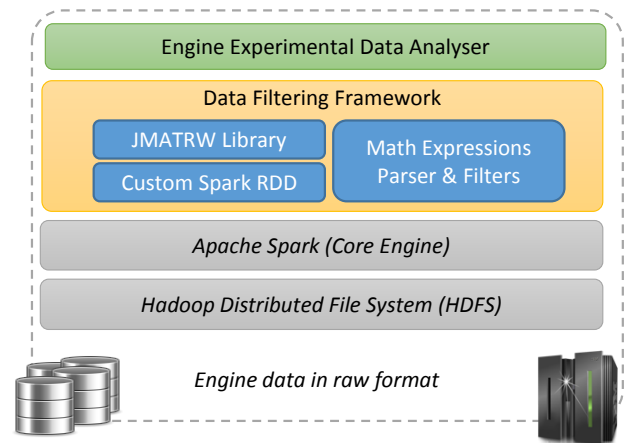 Engine Experimental Data Analyser
Data Filtering Framework
JMATRW Library
Custom Spark RDD
Math Expressions
Parser & Filters
Apache Spark (Core Engine)
Hadoop Distributed File System (HDFS)
Engine data in raw format